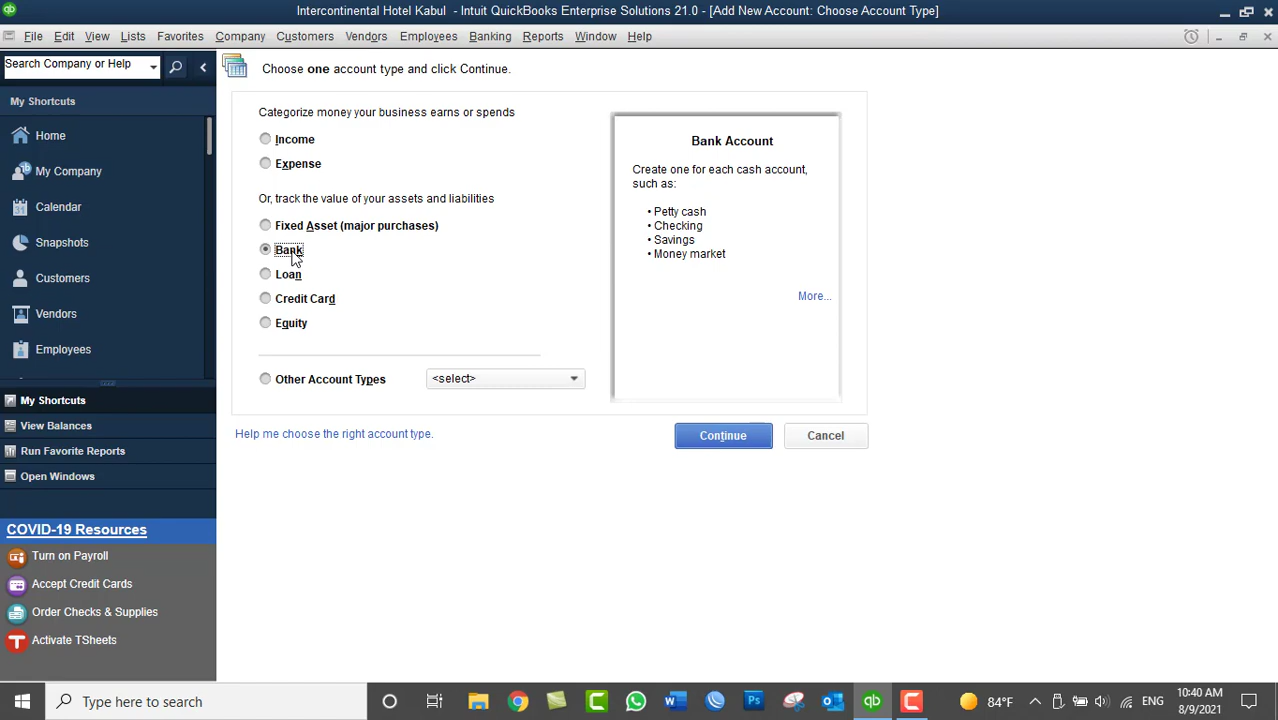 Intercontinental Hotel Kabul - Intuit QuickBooks Enterprise Solutions 21.0 - [Add New Account: Choose Account Type]
File Edit View Lists Favorites Company Customers Vendors Employees Banking Reports Window Help
Search Company or Help
My Shortcuts
Home
My Company
Calendar
Snapshots
Customers
Vendors
Employees
My Shortcuts
View Balances
Run Favorite Reports
Open Windows
COVID-19 Resources
Turn on Payroll
Accept Credit Cards
Order Checks & Supplies
Activate TSheets
Choose one account type and click Continue.
Categorize money your business earns or spends
Income
Expense
Or, track the value of your assets and liabilities
Fixed Asset (major purchases)
Bank
Loan
Credit Card
Equity
Other Account Types
<select>
Help me choose the right account type.
Bank Account
Create one for each cash account,
such as:
• Petty cash
• Checking
• Savings
• Money market
More...
Continue
Cancel
Type here to search
84°F
ENG
10:40 AM
8/9/2021